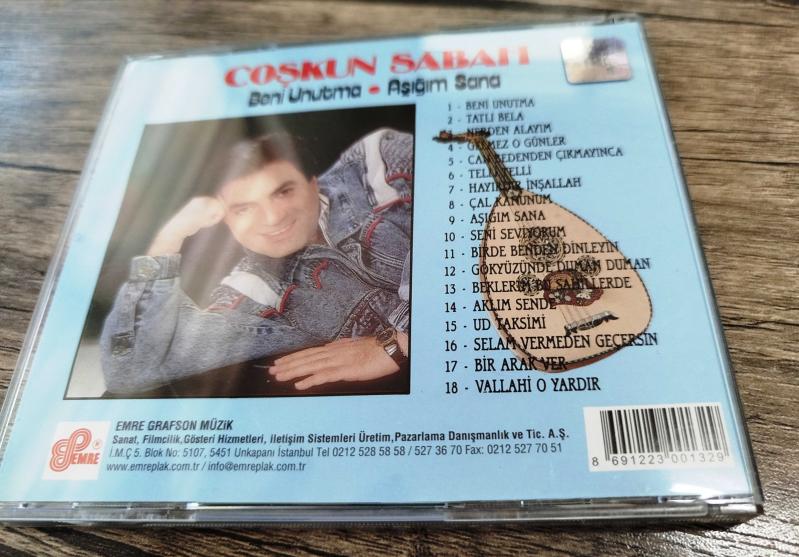 COŞKUN SABAH
Beni Unutma • Aşığım Sana
1 - BENİ UNUTMA
2 - TATLI BELA
3 - NERDEN ALAYIM
4 - GELMEZ O GÜNLER
5 - CAN BEDENDEN ÇIKMAYINCA
6 - TELLİ TELLİ
7 - HAYIRDIR İNŞALLAH
8 - ÇAL KANUNUM
9 - AŞIĞIM SANA
10 - SENİ SEVİYORUM
11 - BİRDE BENDEN DİNLEYİN
12 - GÖKYÜZÜNDE DUMAN DUMAN
13 - BEKLERİM BU SAHİLLERDE
14 - AKLIM SENDE
15 - UD TAKSİMİ
16 - SELAM VERMEDEN GEÇERSİN
17 - BİR ARAK VER
18 - VALLAHİ O YARDIR
EMRE
EMRE GRAFSON MÜZİK
Sanat, Filmcilik,Gösteri Hizmetleri, iletişim Sistemleri Üretim,Pazarlama Danışmanlık ve Tic. A.Ş.
İ.M.Ç 5. Blok No: 5107, 5451 Unkapanı İstanbul Tel 0212 528 58 58 / 527 36 70 Fax: 0212 527 70 51
www.emreplak.com.tr / info@emreplak.com.tr
8 691223 001329